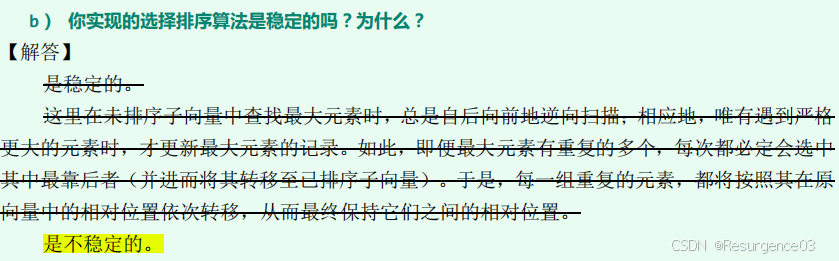 b） 你实现的选择排序算法是稳定的吗？为什么？
【解答】
是稳定的。
这里在未排序子向量中查找最大元素时，总是自后向前地逆向扫描；相应地，唯有遇到严格
更大的元素时，才更新最大元素的记录。如此，即便最大元素有重复的多个，每次都必定会选中
其中最靠后者（并进而将其转移至已排序子向量）。于是，每一组重复的元素，都将按照其在原
向量中的相对位置依次转移，从而最终保持它们之间的相对位置。
是不稳定的。
CSDN @Resurgence03